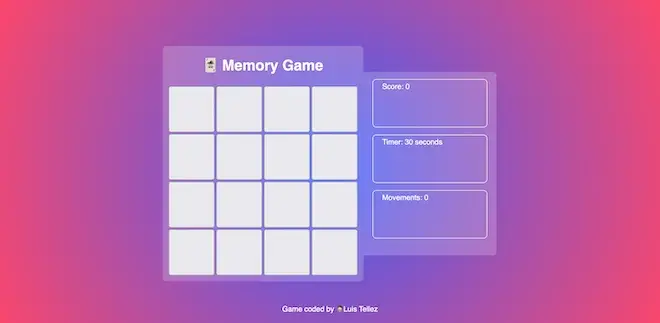 🃏 Memory Game
Score: 0
Timer: 30 seconds
Movements: 0
Game coded by Luis Tellez